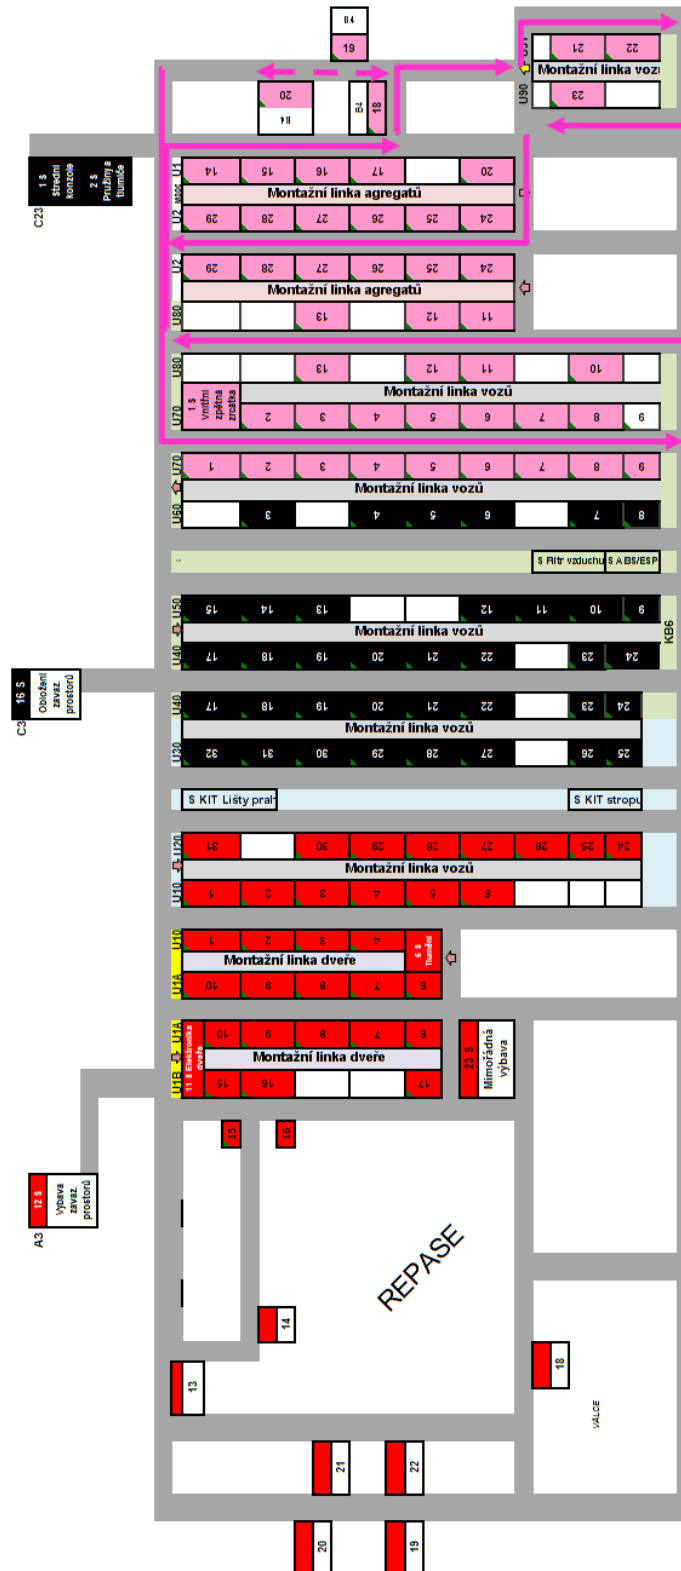 B4
19
20
B4
B4
18
U91
21
22
Montažní linka vozů
U90
23
C23
1 S
Střední
konzole
2 S
Pružiny a
tlumiče
U1
14
15
16
17
20
Montážní linka agregatů
U2
29
28
27
26
25
24
U2
29
28
27
26
25
24
Montážní linka agregatů
U80
13
12
11
U80
13
12
11
10
Montážní linka vozů
U70
1 S
Vnitřní
zpětná
zrcátka
2
3
4
5
6
7
8
9
U70
1
2
3
4
5
6
7
8
9
Montažní linka vozů
U60
3
4
5
6
7
8
S Filtr vzduchu
S ABS/ESP
U50
15
14
13
12
11
10
9
Montažní linka vozů
KB6
U40
17
18
19
20
21
22
23
24
C3
16 S
Obložení
zavaz.
prostorů
U40
17
18
19
20
21
22
23
24
Montažní linka vozů
U30
32
31
30
29
28
27
26
25
S KIT Lišty prah
S KIT stropu
U20
31
30
29
28
27
26
25
24
Montažní linka vozů
U10
1
2
3
4
5
6
U10
1
2
3
4
6 S
Tlumění
Montažní linka dveře
U1A
10
9
8
7
6
U1A
11 S Elektronika
dveře
10
9
8
7
6
Montažní linka dveře
U1B
15
16
17
23 S
Mimořádná
výbava
15
16
A3
12 S
Výbava
zavaz.
prostorů
REPASE
14
13
18
VÁLCE
21
22
20
19